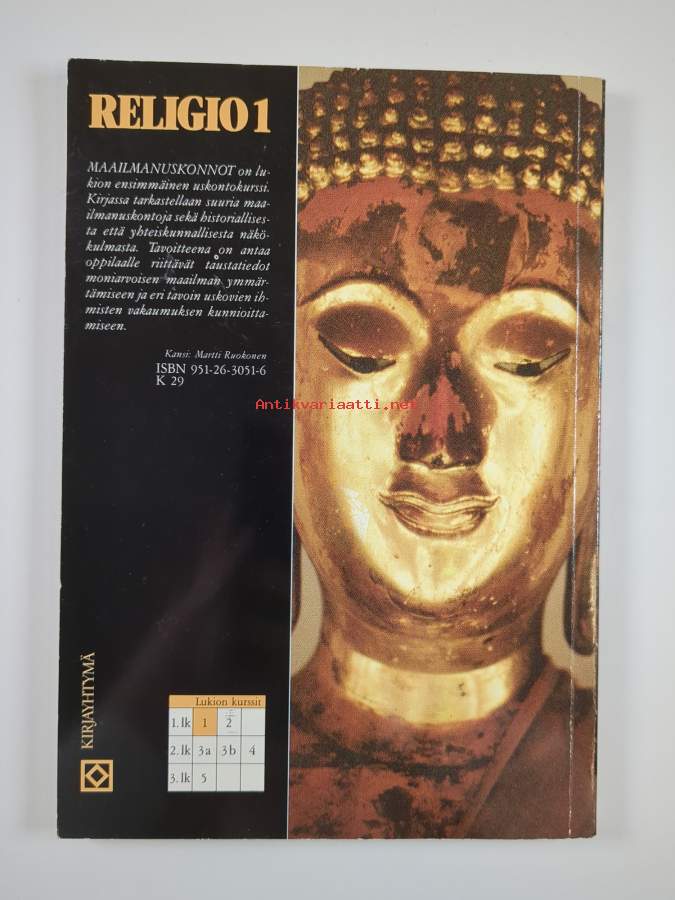 RELIGIO 1
MAAILMANUSKONNOT on lu-
kion ensimmäinen uskontokurssi.
Kirjassa tarkastellaan suuria maa-
ilmanuskontoja sekä historiallises-
ta että yhteiskunnallisesta näkö-
kulmasta. Tavoitteena on antaa
oppilaalle riittävät taustatiedot
moniarvoisen maailman ymmär-
tämiseen ja eri tavoin uskovien ih-
misten vakaumuksen kunnioitta-
miseen.
Kansi: Martti Ruokonen
ISBN 951-26-3051-6
K 29
Antikvariaatti.net
KIRJAYHTYMÄ
Lukion kurssit
1. lk 1 2
2. lk 3a 3b 4
3. lk 5